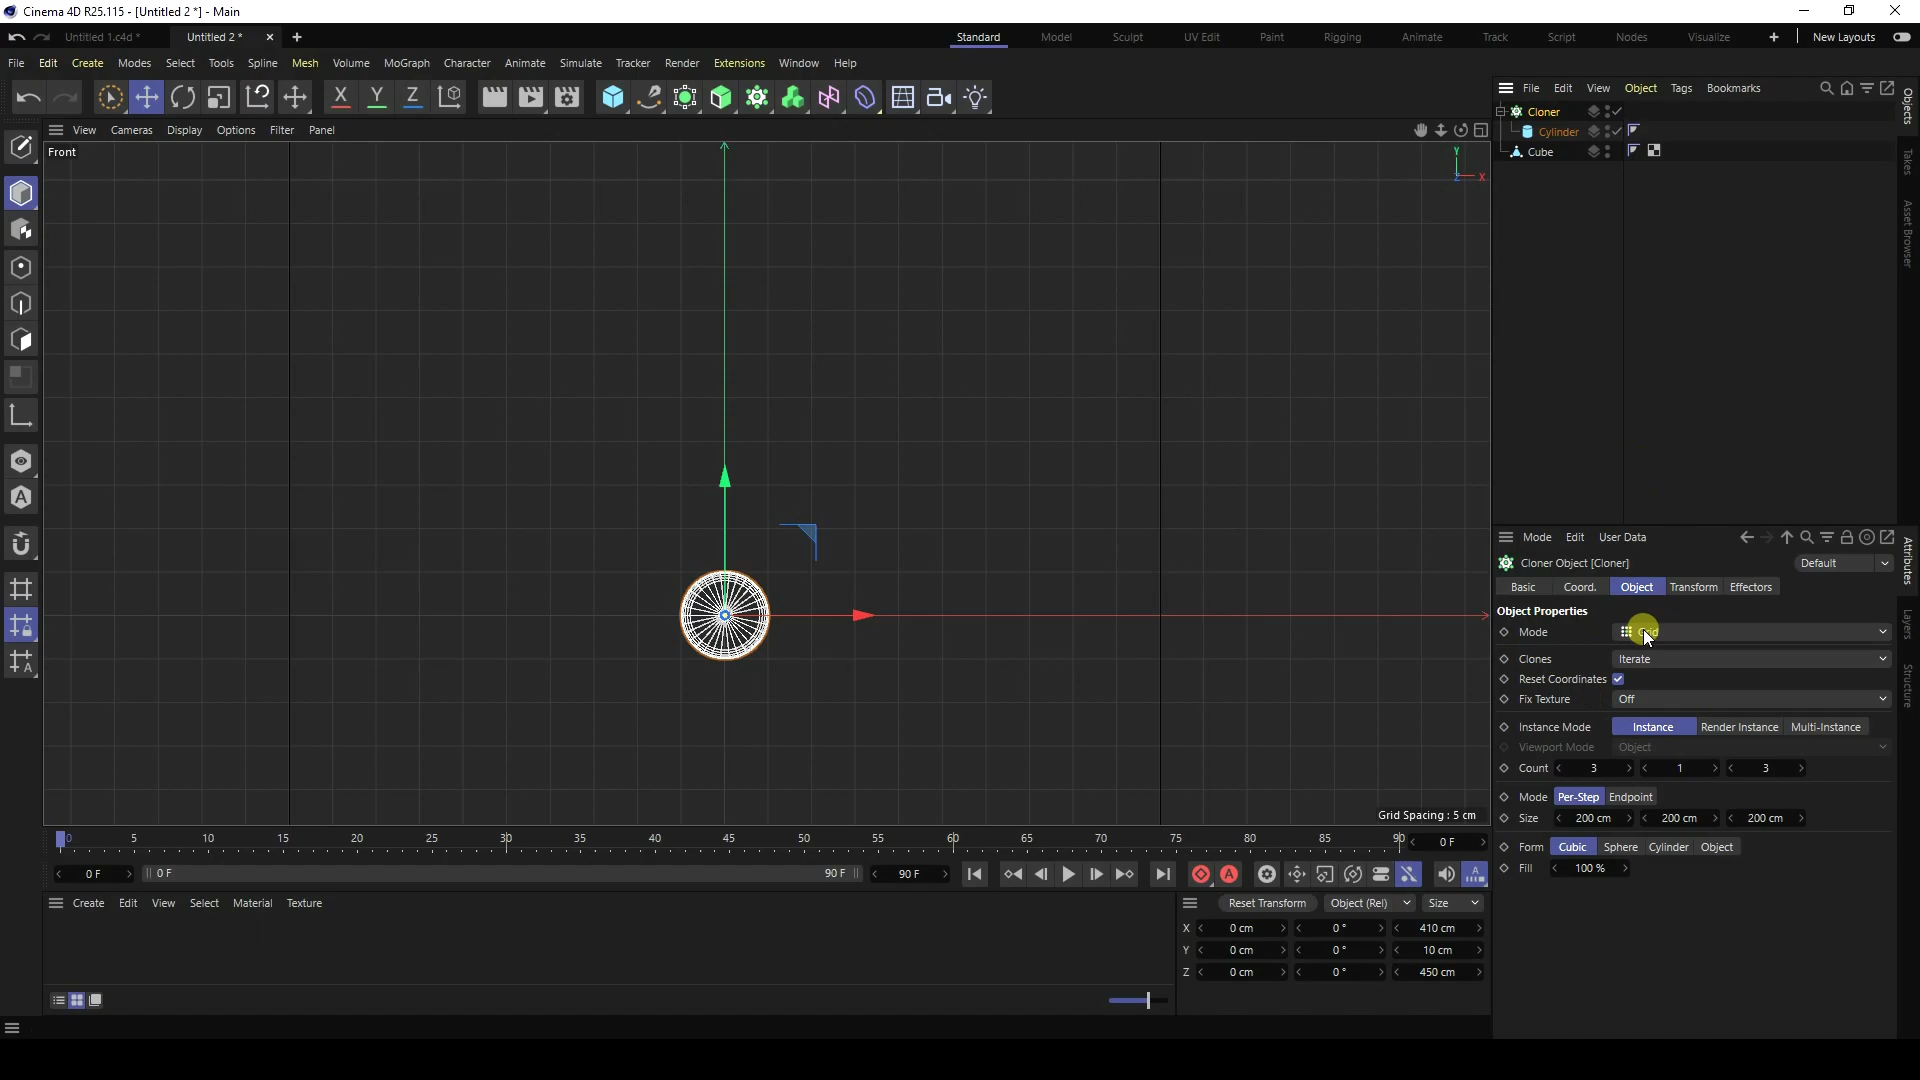 Cinema 4D R25.115 - [Untitled 2 *] - Main
Untitled 1.c4d * Untitled 2 * Standard Model Sculpt UV Edit Paint Rigging Animate Track Script Nodes Visualize New Layouts
File Edit Create Modes Select Tools Spline Mesh Volume MoGraph Character Animate Simulate Tracker Render Extensions Window Help
X Y Z
View Cameras Display Options Filter Panel
Front
Y
Z X
Grid Spacing : 5 cm
File Edit View Object Tags Bookmarks
Cloner
Cylinder
Cube
Objects
Takes
Asset Browser
Mode Edit User Data
Cloner Object [Cloner] Default
Basic Coord. Object Transform Effectors
Object Properties
Mode
Clones Iterate
Reset Coordinates
Fix Texture Off
Instance Mode Instance Render Instance Multi-Instance
Viewport Mode Object
Count 3 1 3
Mode Per-Step Endpoint
Size 200 cm 200 cm 200 cm
Form Cubic Sphere Cylinder Object
Fill 100 %
Attributes
Layers
Structure
0 5 10 15 20 25 30 35 40 45 50 55 60 65 70 75 80 85 90 0 F
0 F 0 F 90 F 90 F
Create Edit View Select Material Texture
Reset Transform Object (Rel) Size
X 0 cm 0 ° 410 cm
Y 0 cm 0 ° 10 cm
Z 0 cm 0 ° 450 cm